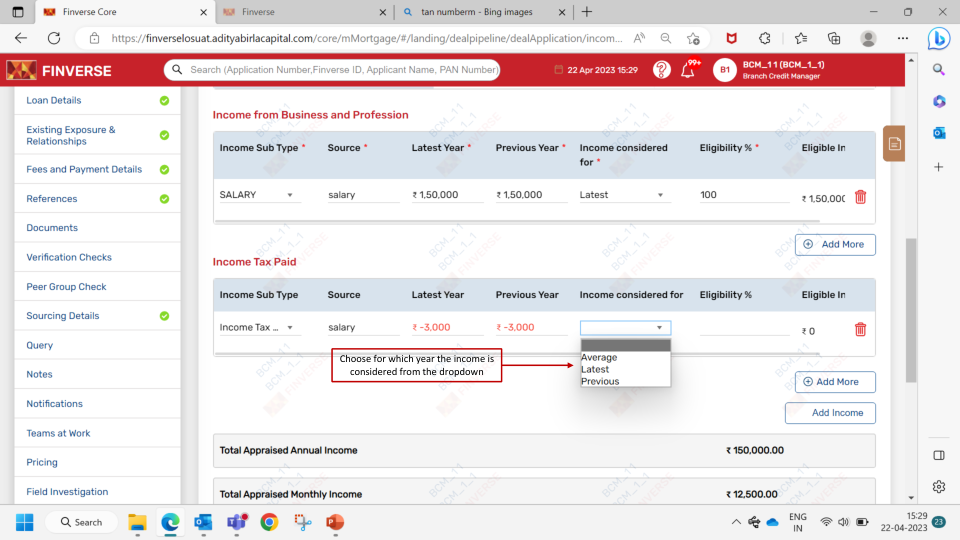 Finverse Core
Finverse
tan numberm - Bing images
https://finverselosuat.adityabirlacapital.com/core/mMortgage/#/landing/dealpipeline/dealApplication/incom...
FINVERSE
Search (Application Number,Finverse ID, Applicant Name, PAN Number)
22 Apr 2023 15:29
99+
B1
BCM_11 (BCM_1_1)
Branch Credit Manager
Loan Details
Existing Exposure &
Relationships
Fees and Payment Details
References
Documents
Verification Checks
Peer Group Check
Sourcing Details
Query
Notes
Notifications
Teams at Work
Pricing
Field Investigation
Income from Business and Profession
Income Sub Type * Source * Latest Year * Previous Year * Income considered for * Eligibility % * Eligible In
SALARY salary ₹ 1,50,000 ₹ 1,50,000 Latest 100 ₹ 1,50,000
Add More
Income Tax Paid
Income Sub Type Source Latest Year Previous Year Income considered for Eligibility % Eligible In
Income Tax ... salary ₹ -3,000 ₹ -3,000 ₹ 0
Choose for which year the income is
considered from the dropdown
Average
Latest
Previous
Add More
Add Income
Total Appraised Annual Income ₹ 150,000.00
Total Appraised Monthly Income ₹ 12,500.00
Search
ENG
IN
15:29
22-04-2023
23